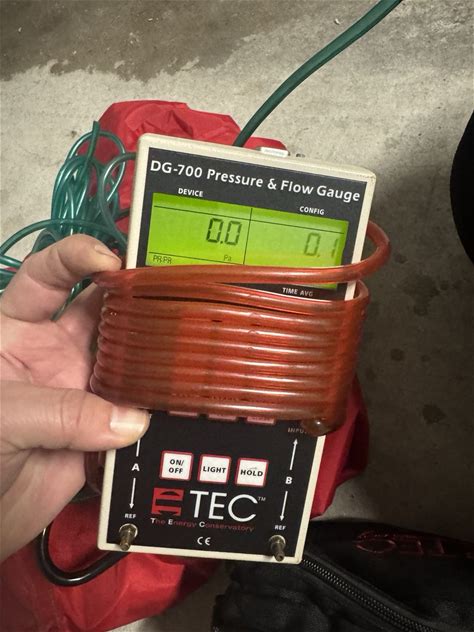 DG-700 Pressure & Flow Gauge
DEVICE CONFIG
0.0 0.1
PR.PR. Pa
TIME AVG
INPUT
ON/OFF LIGHT HOLD
A B
TEC™
The Energy Conservatory
REF REF
CE
TEC